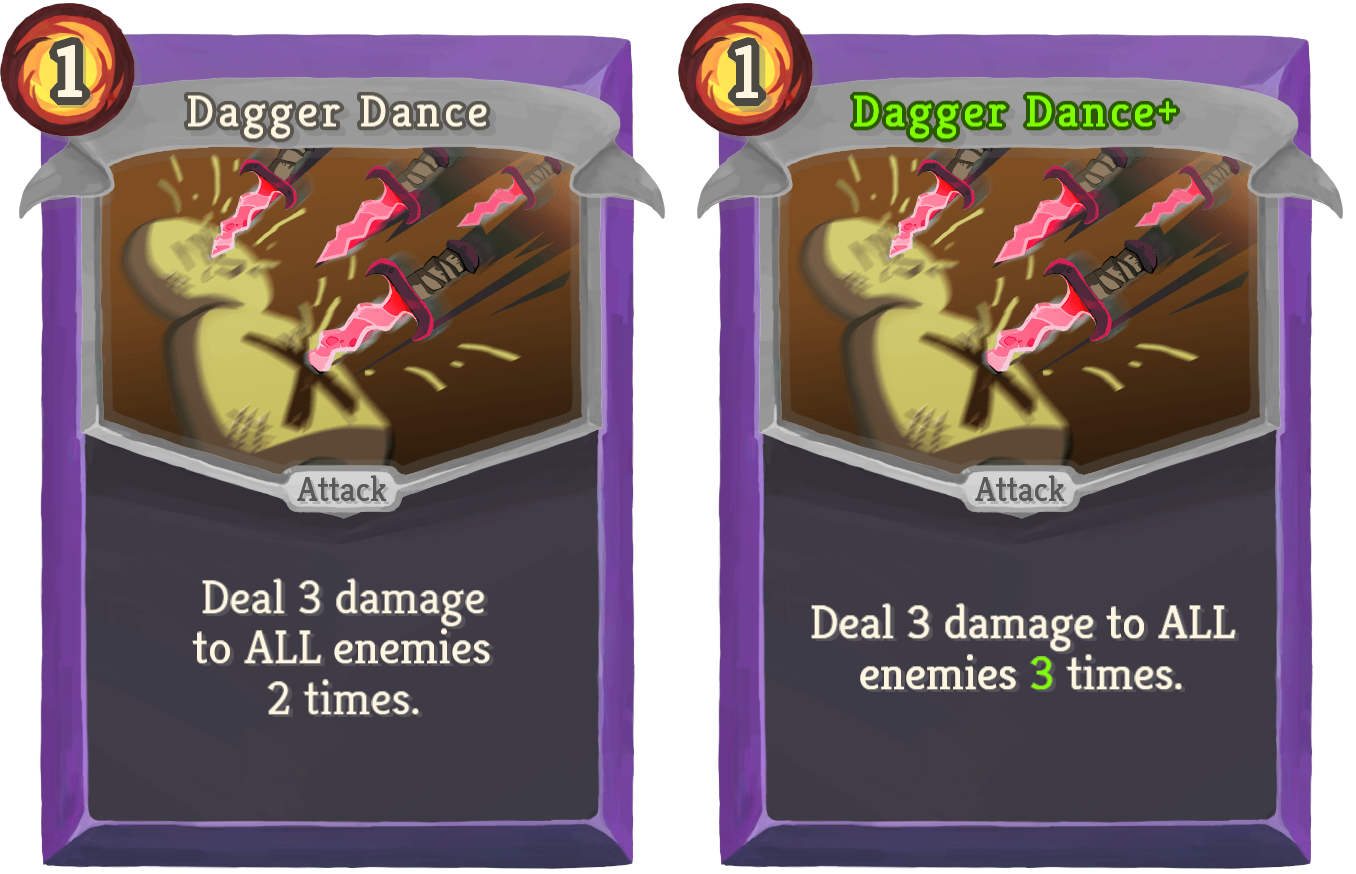 1
Dagger Dance
Attack
Deal 3 damage
to ALL enemies
2 times.
1
Dagger Dance+
Attack
Deal 3 damage to ALL
enemies 3 times.